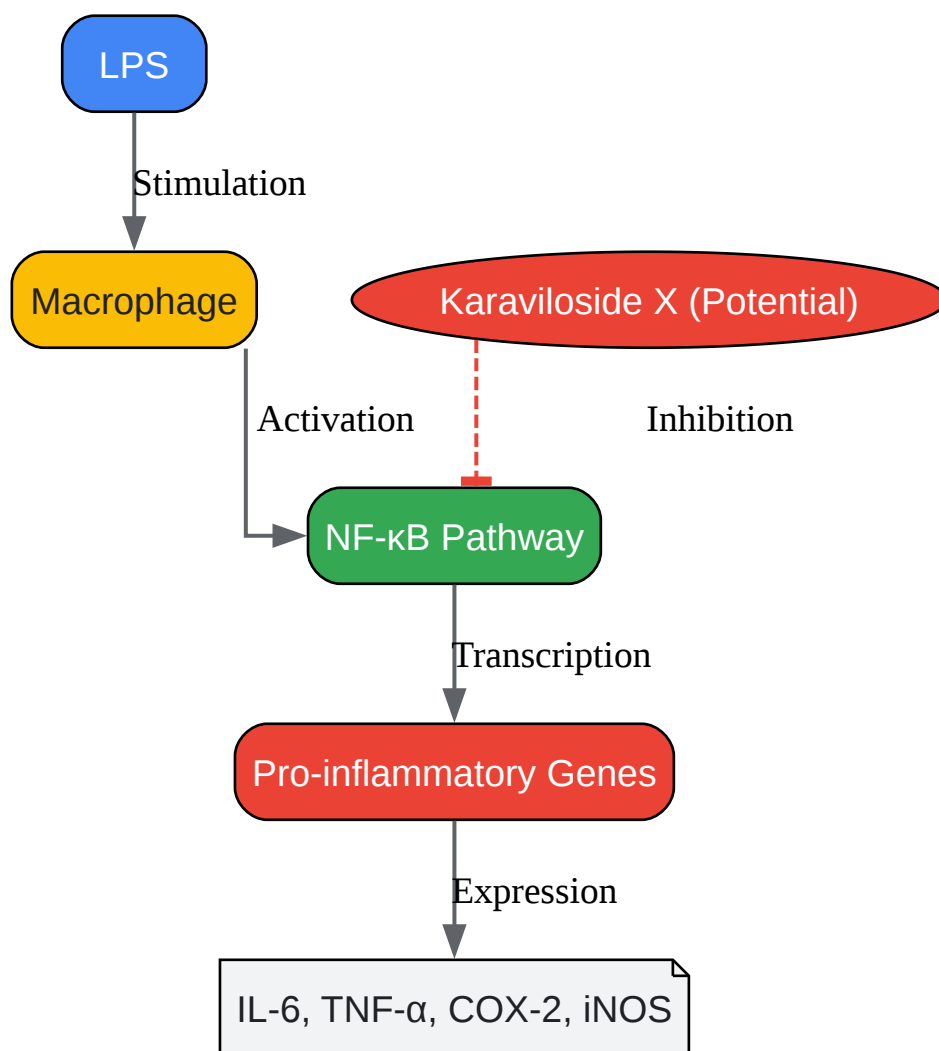 LPS
Stimulation
Macrophage
Karaviloside X (Potential)
Activation
Inhibition
NF-κB Pathway
Transcription
Pro-inflammatory Genes
Expression
IL-6, TNF-α, COX-2, iNOS